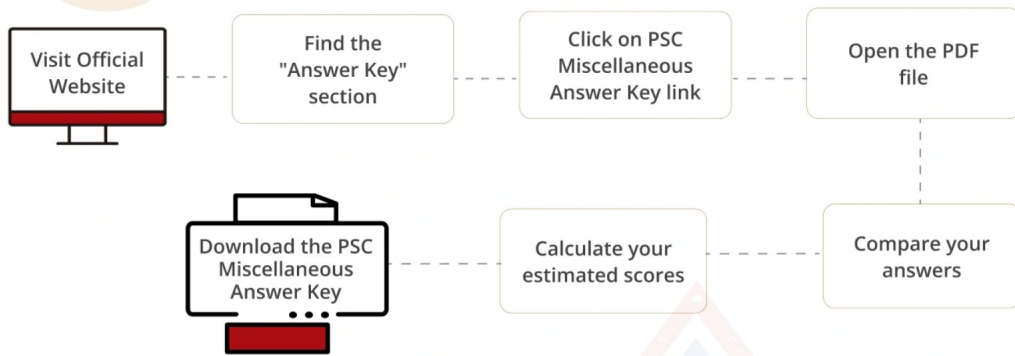 Visit Official
Website
Find the
"Answer Key"
section
Click on PSC
Miscellaneous
Answer Key link
Open the PDF
file
Compare your
answers
Calculate your
estimated scores
Download the PSC
Miscellaneous
Answer Key